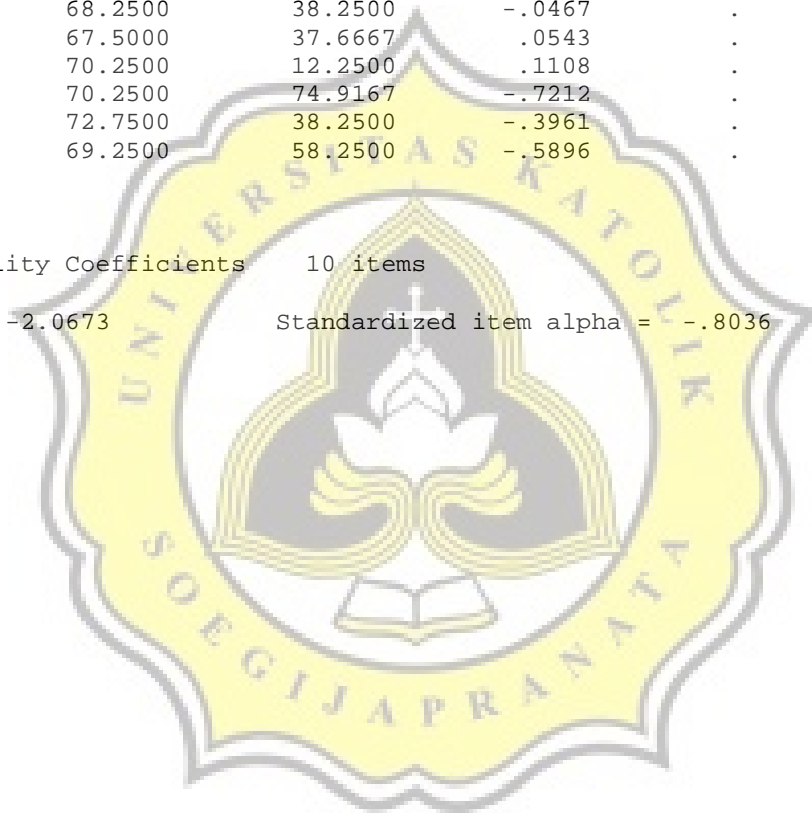 68.2500 38.2500 -.0467 .
67.5000 37.6667 .0543 .
70.2500 12.2500 .1108 .
70.2500 74.9167 -.7212 .
72.7500 38.2500 -.3961 .
69.2500 58.2500 -.5896 .
lity Coefficients 10 items
-2.0673 Standardized item alpha = -.8036
UNIVERSITAS KATOLIK
SOEGIJAPRANATA